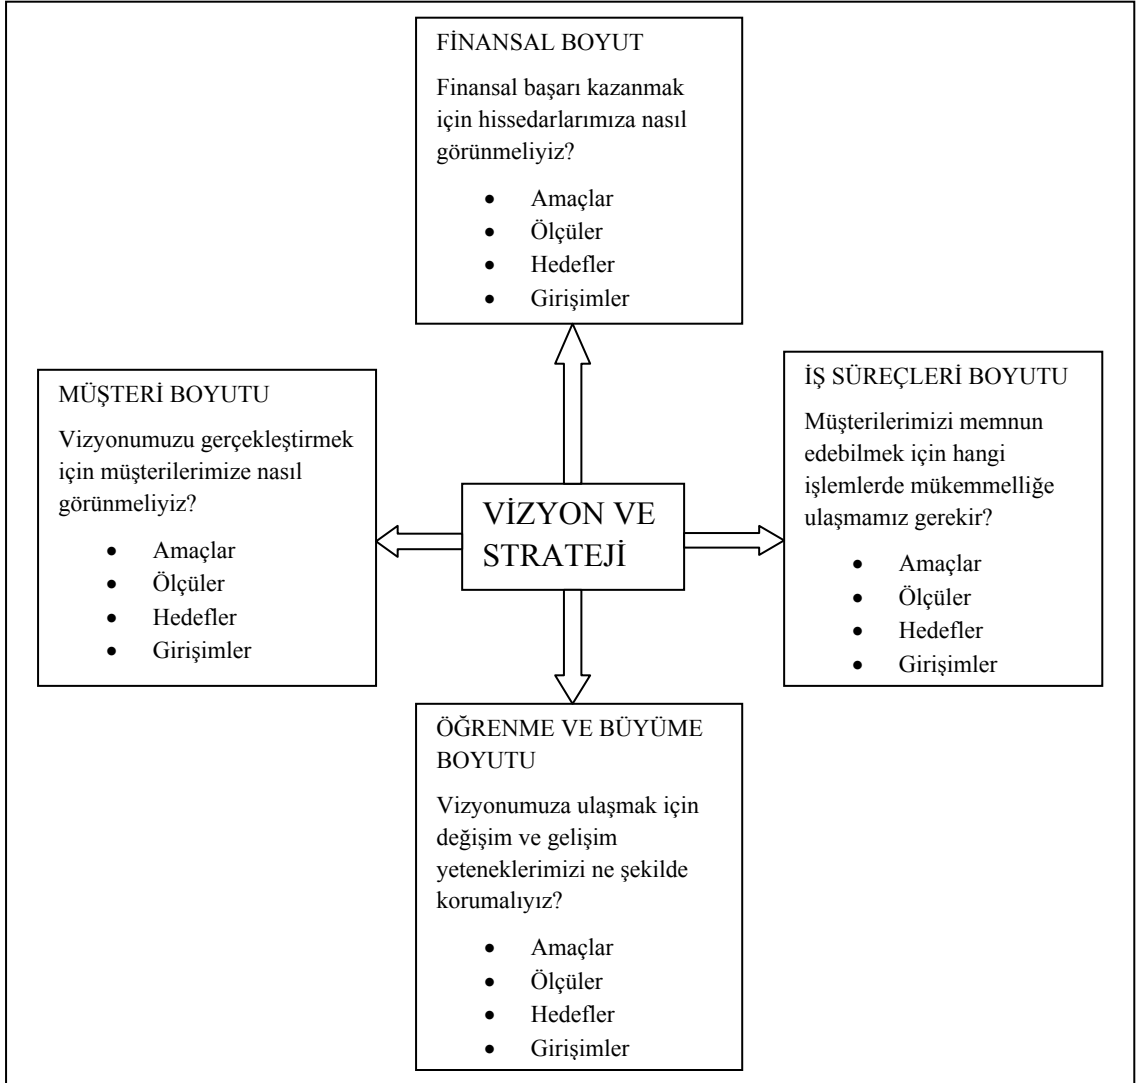 FİNANSAL BOYUT
Finansal başarı kazanmak
için hissedarlarımıza nasıl
görünmeliyiz?
• Amaçlar
• Ölçüler
• Hedefler
• Girişimler
MÜŞTERİ BOYUTU
Vizyonumuzu gerçekleştirmek
için müşterilerimize nasıl
görünmeliyiz?
• Amaçlar
• Ölçüler
• Hedefler
• Girişimler
VİZYON VE
STRATEJİ
İŞ SÜREÇLERİ BOYUTU
Müşterilerimizi memnun
edebilmek için hangi
işlemlerde mükemmelliğe
ulaşmamız gerekir?
• Amaçlar
• Ölçüler
• Hedefler
• Girişimler
ÖĞRENME VE BÜYÜME
BOYUTU
Vizyonumuza ulaşmak için
değişim ve gelişim
yeteneklerimizi ne şekilde
korumalıyız?
• Amaçlar
• Ölçüler
• Hedefler
• Girişimler